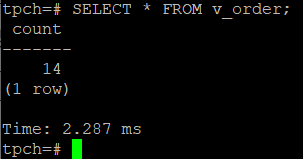 tpch=# SELECT * FROM v_order;
count
-------
14
(1 row)
Time: 2.287 ms
tpch=#